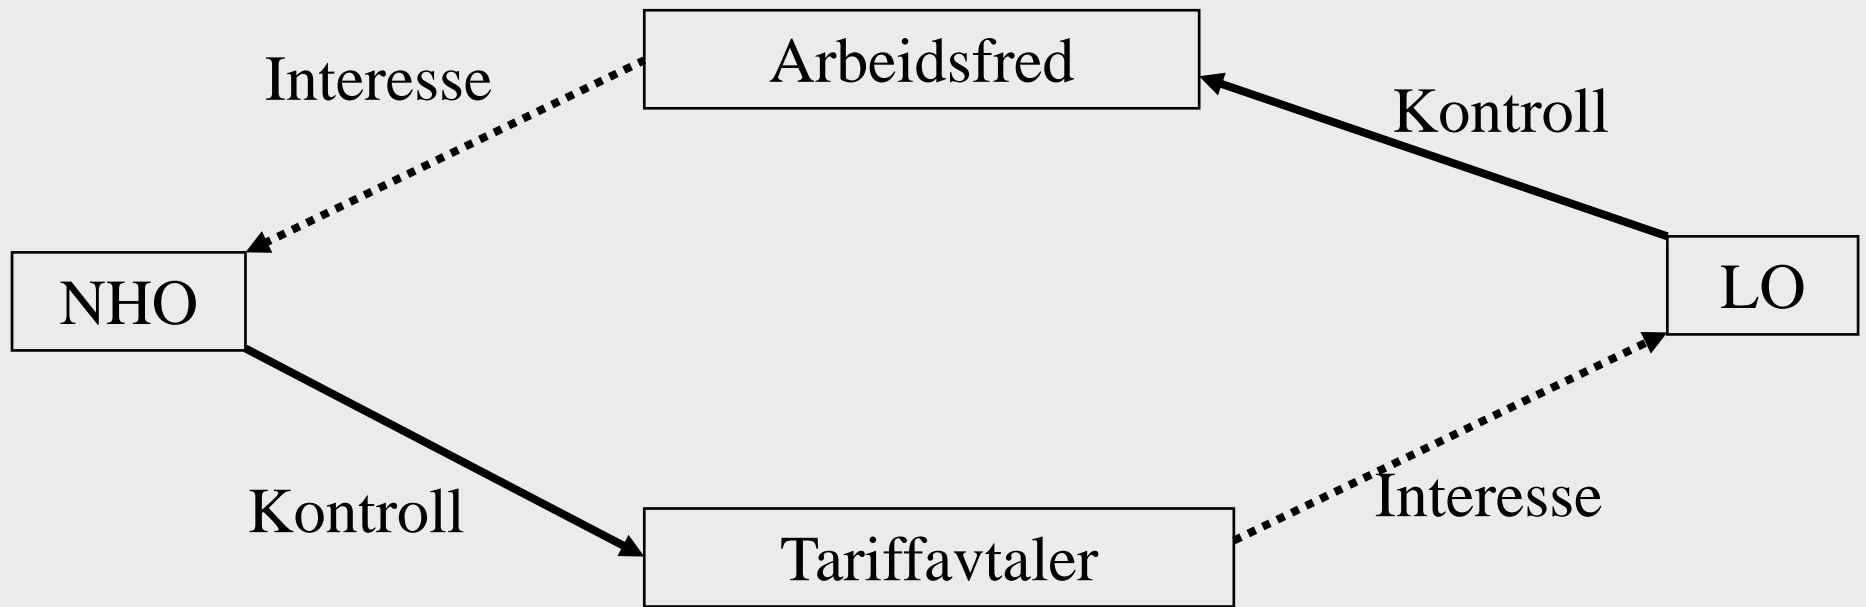 Arbeidsfred
Interesse
Kontroll
NHO
LO
Kontroll
Interesse
Tariffavtaler